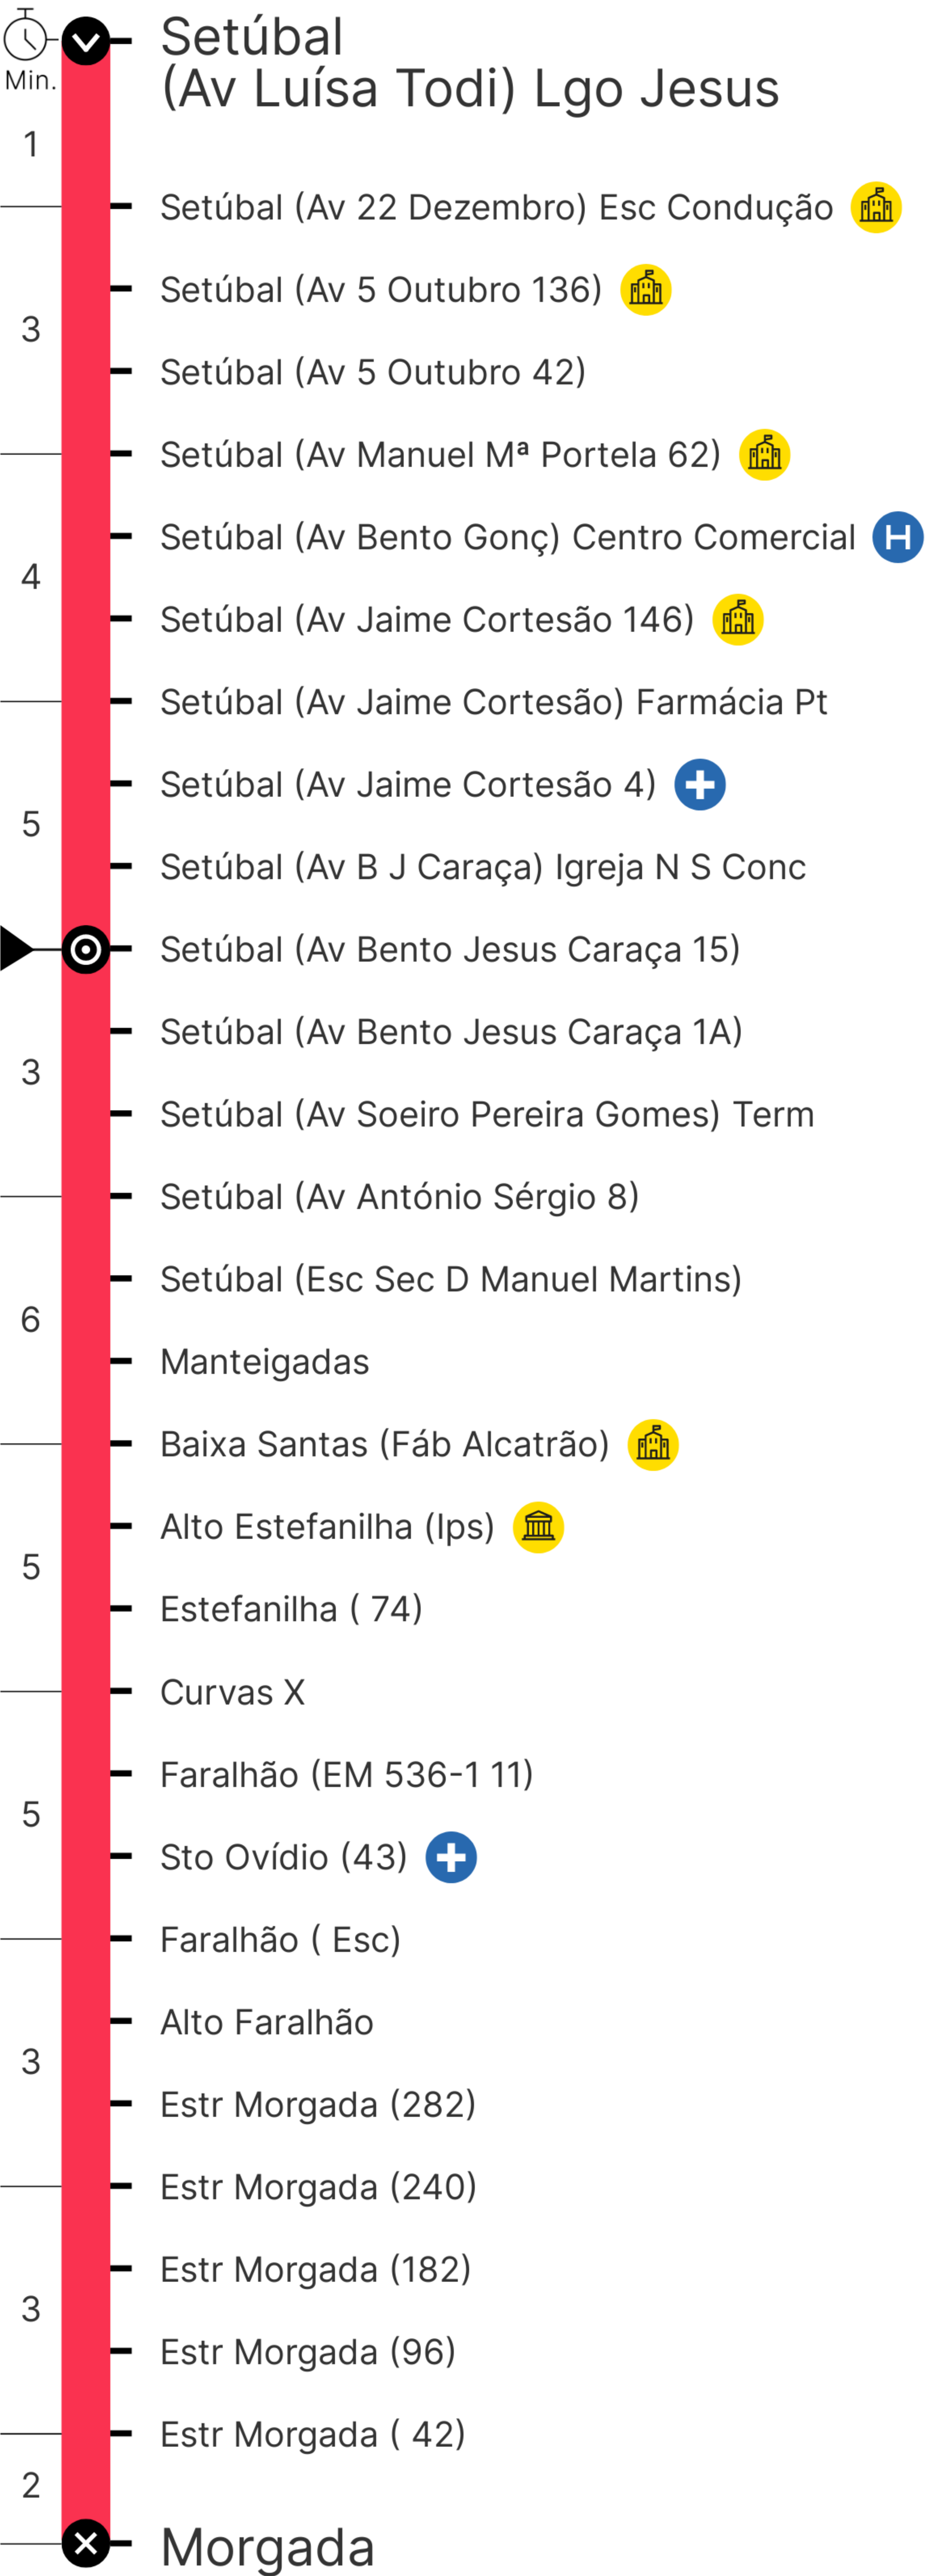 Setúbal
(Av Luísa Todi) Lgo Jesus
Min.
1
Setúbal (Av 22 Dezembro) Esc Condução
Setúbal (Av 5 Outubro 136)
3
Setúbal (Av 5 Outubro 42)
Setúbal (Av Manuel Mª Portela 62)
Setúbal (Av Bento Gonç) Centro Comercial H
4
Setúbal (Av Jaime Cortesão 146)
Setúbal (Av Jaime Cortesão) Farmácia Pt
Setúbal (Av Jaime Cortesão 4)
5
Setúbal (Av B J Caraça) Igreja N S Conc
Setúbal (Av Bento Jesus Caraça 15)
Setúbal (Av Bento Jesus Caraça 1A)
3
Setúbal (Av Soeiro Pereira Gomes) Term
Setúbal (Av António Sérgio 8)
Setúbal (Esc Sec D Manuel Martins)
6
Manteigadas
Baixa Santas (Fáb Alcatrão)
Alto Estefanilha (Ips)
5
Estefanilha ( 74)
Curvas X
Faralhão (EM 536-1 11)
5
Sto Ovídio (43)
Faralhão ( Esc)
Alto Faralhão
3
Estr Morgada (282)
Estr Morgada (240)
Estr Morgada (182)
3
Estr Morgada (96)
Estr Morgada ( 42)
2
Morgada